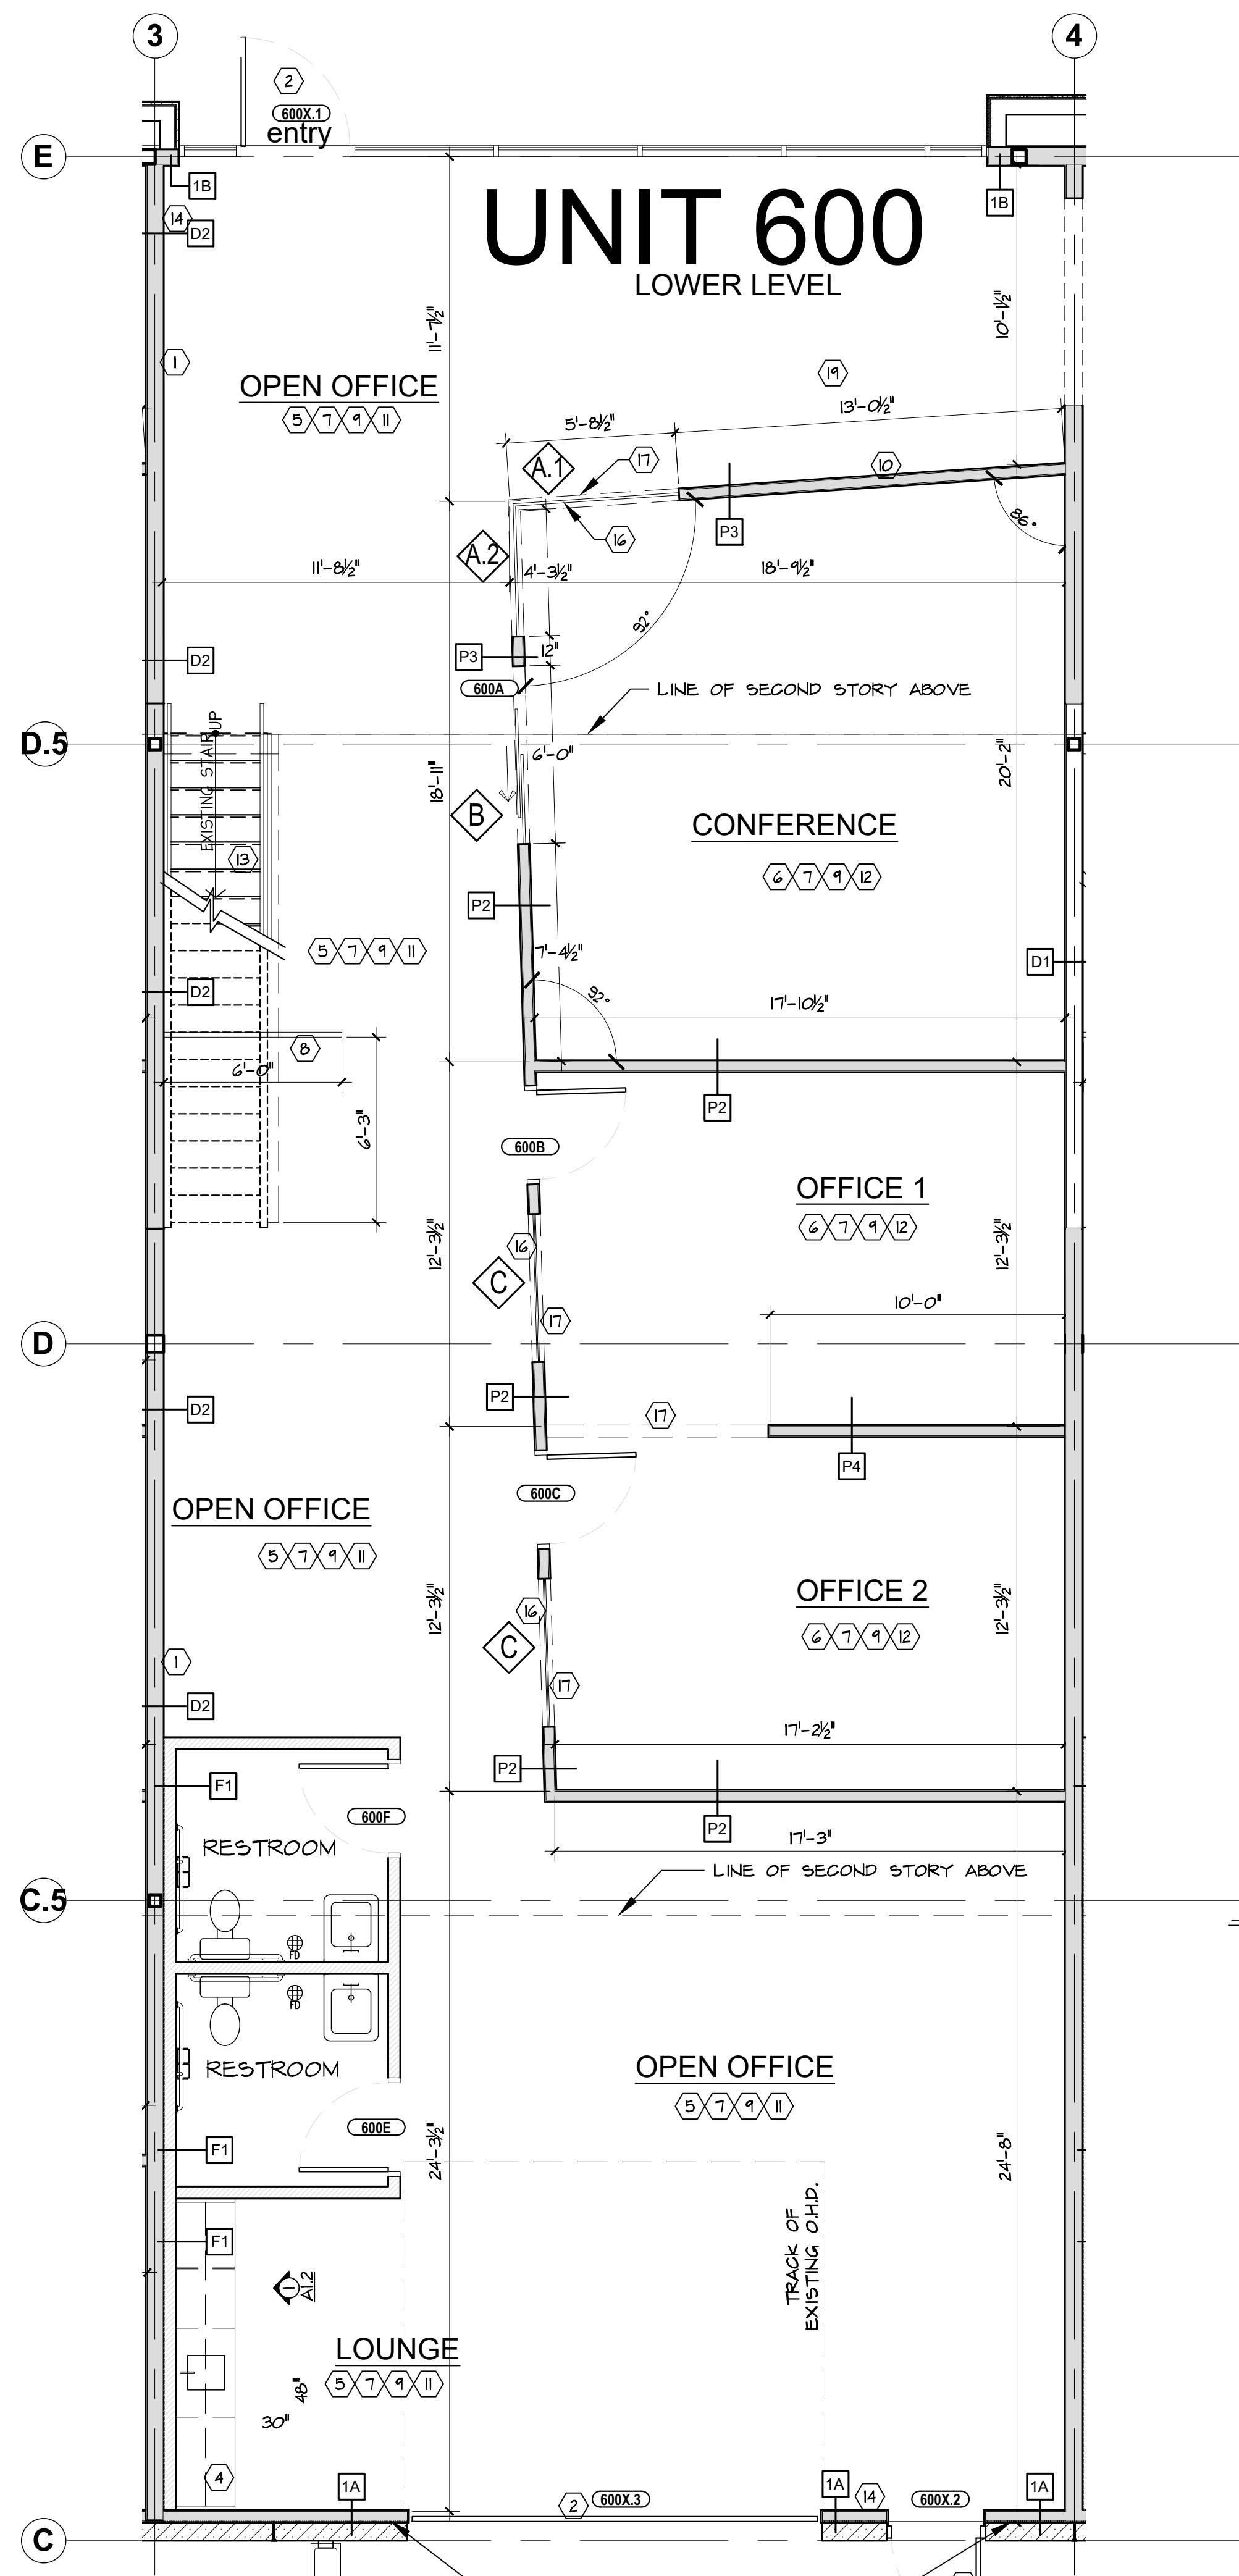 3
4
2
600X.1
entry
E
1B
1B
14
D2
UNIT 600
LOWER LEVEL
11'-7½"
10'-1½"
1
19
OPEN OFFICE
5 7 9 11
13'-0½"
5'-8½"
A.1
17
10
P3
86°
16
A.2
11'-8½"
4'-3½"
18'-9½"
92°
12"
P3
D2
600A
LINE OF SECOND STORY ABOVE
D.5
UP
EXISTING STAIR
6'-0"
18'-11"
20'-2"
B
CONFERENCE
13
6 7 9 12
P2
5 7 9 11
7'-4½"
D1
D2
92°
17'-10½"
8
6'-0"
P2
6'-3"
600B
OFFICE 1
12'-3½"
6 7 9 12
12'-3½"
16
C
10'-0"
17
D
P2
D2
17
P4
600C
OPEN OFFICE
5 7 9 11
OFFICE 2
12'-3½"
16
12'-3½"
6 7 9 12
C
1
17
D2
17'-2½"
P2
F1
600F
P2
17'-3"
RESTROOM
LINE OF SECOND STORY ABOVE
C.5
FD
FD
RESTROOM
OPEN OFFICE
5 7 9 11
600E
F1
24'-3½"
24'-8"
F1
TRACK OF
EXISTING O.H.D.
1
A1.2
LOUNGE
5 7 9 11
48"
30"
4
1A
1A
14
1A
2
600X.3
600X.2
C